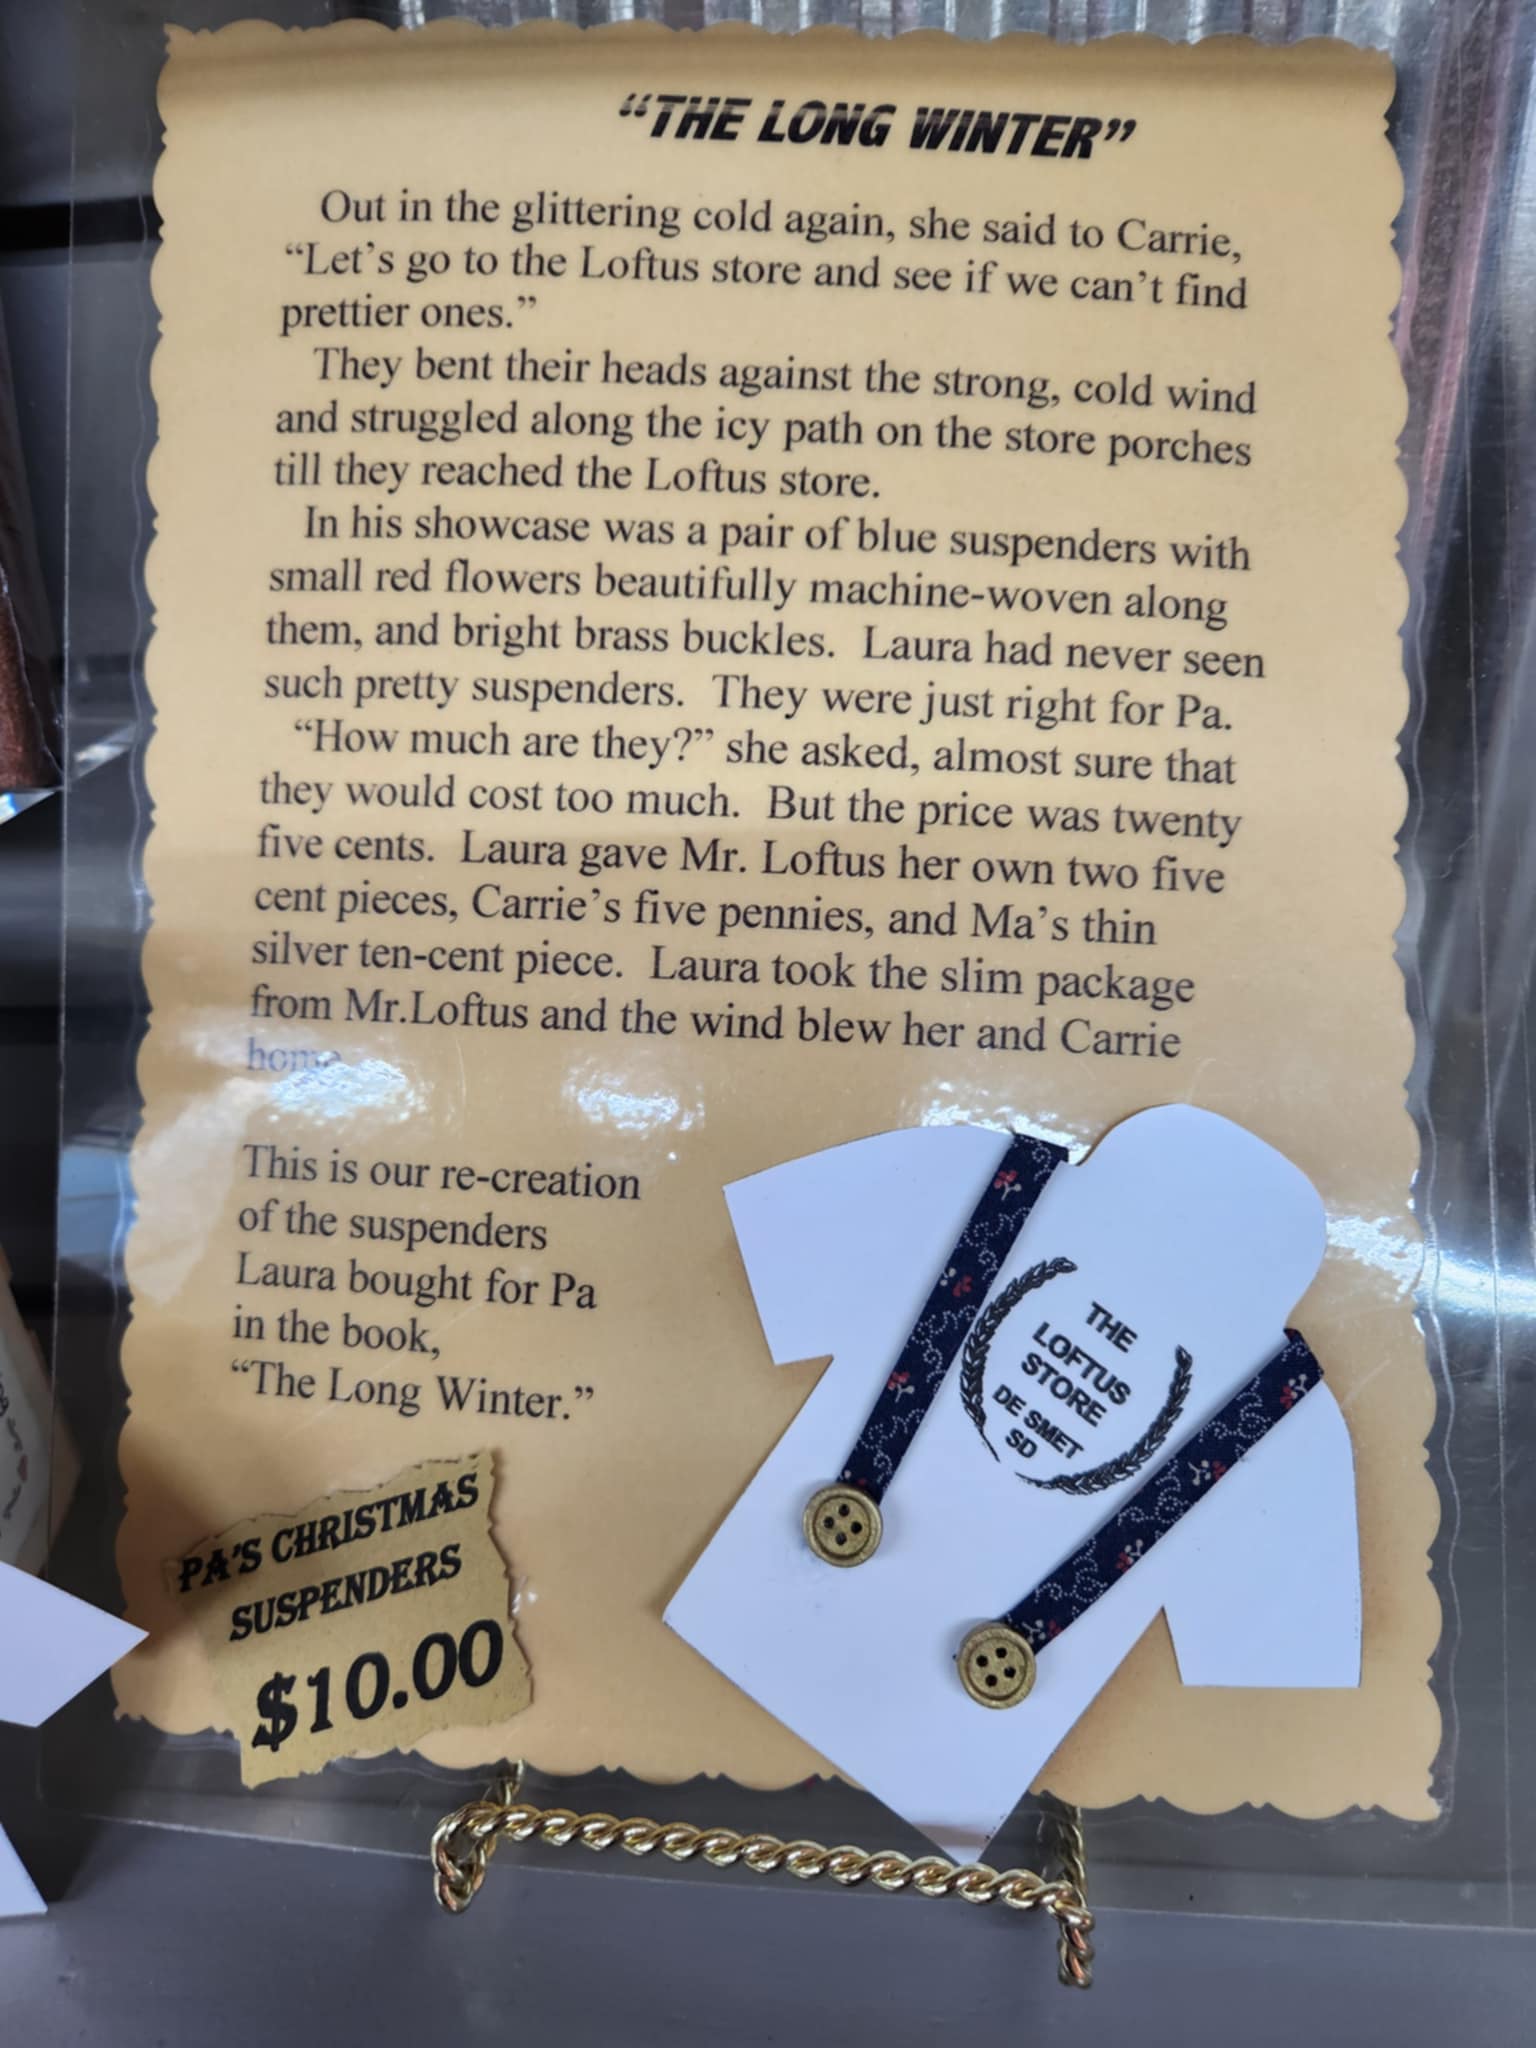 “THE LONG WINTER”
Out in the glittering cold again, she said to Carrie,
“Let’s go to the Loftus store and see if we can’t find
prettier ones.”
They bent their heads against the strong, cold wind
and struggled along the icy path on the store porches
till they reached the Loftus store.
In his showcase was a pair of blue suspenders with
small red flowers beautifully machine-woven along
them, and bright brass buckles. Laura had never seen
such pretty suspenders. They were just right for Pa.
“How much are they?” she asked, almost sure that
they would cost too much. But the price was twenty
five cents. Laura gave Mr. Loftus her own two five
cent pieces, Carrie’s five pennies, and Ma’s thin
silver ten-cent piece. Laura took the slim package
from Mr.Loftus and the wind blew her and Carrie
home
This is our re-creation
of the suspenders
Laura bought for Pa
in the book,
“The Long Winter.”
PA’S CHRISTMAS
SUSPENDERS
$10.00
THE
LOFTUS
STORE
DE SMET
SD